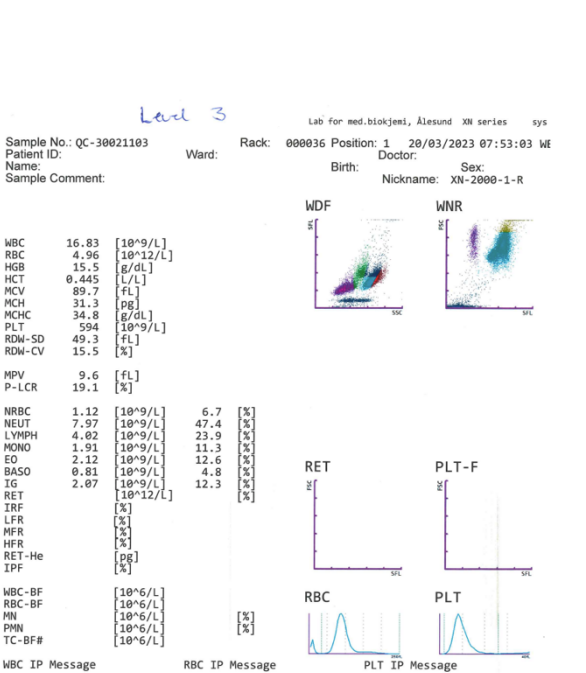 Level 3
Lab for med.biokjemi, Ålesund XN series sys
Sample No.: QC-30021103 Rack: 000036 Position: 1 20/03/2023 07:53:03 WE
Patient ID: Ward: Doctor:
Name: Birth: Sex:
Sample Comment: Nickname: XN-2000-1-R
WDF WNR
SFL FSC
WBC 16.83 [10^9/L]
RBC 4.96 [10^12/L]
HGB 15.5 [g/dL]
HCT 0.445 [L/L]
MCV 89.7 [fL]
MCH 31.3 [pg]
MCHC 34.8 [g/dL]
PLT 594 [10^9/L]
RDW-SD 49.3 [fL]
RDW-CV 15.5 [%]
SSC SFL
MPV 9.6 [fL]
P-LCR 19.1 [%]
NRBC 1.12 [10^9/L] 6.7 [%]
NEUT 7.97 [10^9/L] 47.4 [%]
LYMPH 4.02 [10^9/L] 23.9 [%]
MONO 1.91 [10^9/L] 11.3 [%]
EO 2.12 [10^9/L] 12.6 [%]
BASO 0.81 [10^9/L] 4.8 [%]
IG 2.07 [10^9/L] 12.3 [%]
RET [10^12/L] [%]
IRF [%]
LFR [%]
MFR [%]
HFR [%]
RET-He [pg]
IPF [%]
RET PLT-F
FSC FSC
SFL SFL
WBC-BF [10^6/L]
RBC-BF [10^6/L]
MN [10^6/L] [%]
PMN [10^6/L] [%]
TC-BF# [10^6/L]
RBC PLT
WBC IP Message RBC IP Message PLT IP Message